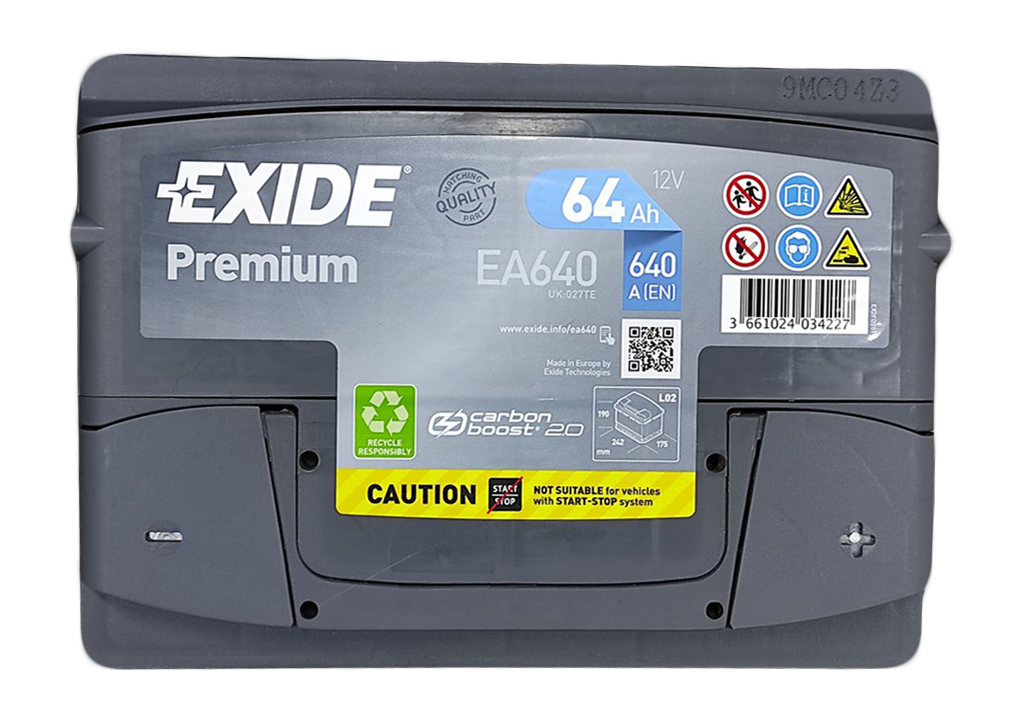 9MC04Z3
EXIDE®
Premium
MATCHING
QUALITY
PART
64 Ah
12V
EA640
UK:027TE
640
A (EN)
3 661024 034227
www.exide.info/ea640
Made in Europe by
Exide Technologies
RECYCLE
RESPONSIBLY
carbon
boost® 2.0
L02
190
242
175
mm
CAUTION
START
STOP
NOT SUITABLE for vehicles
with START-STOP system